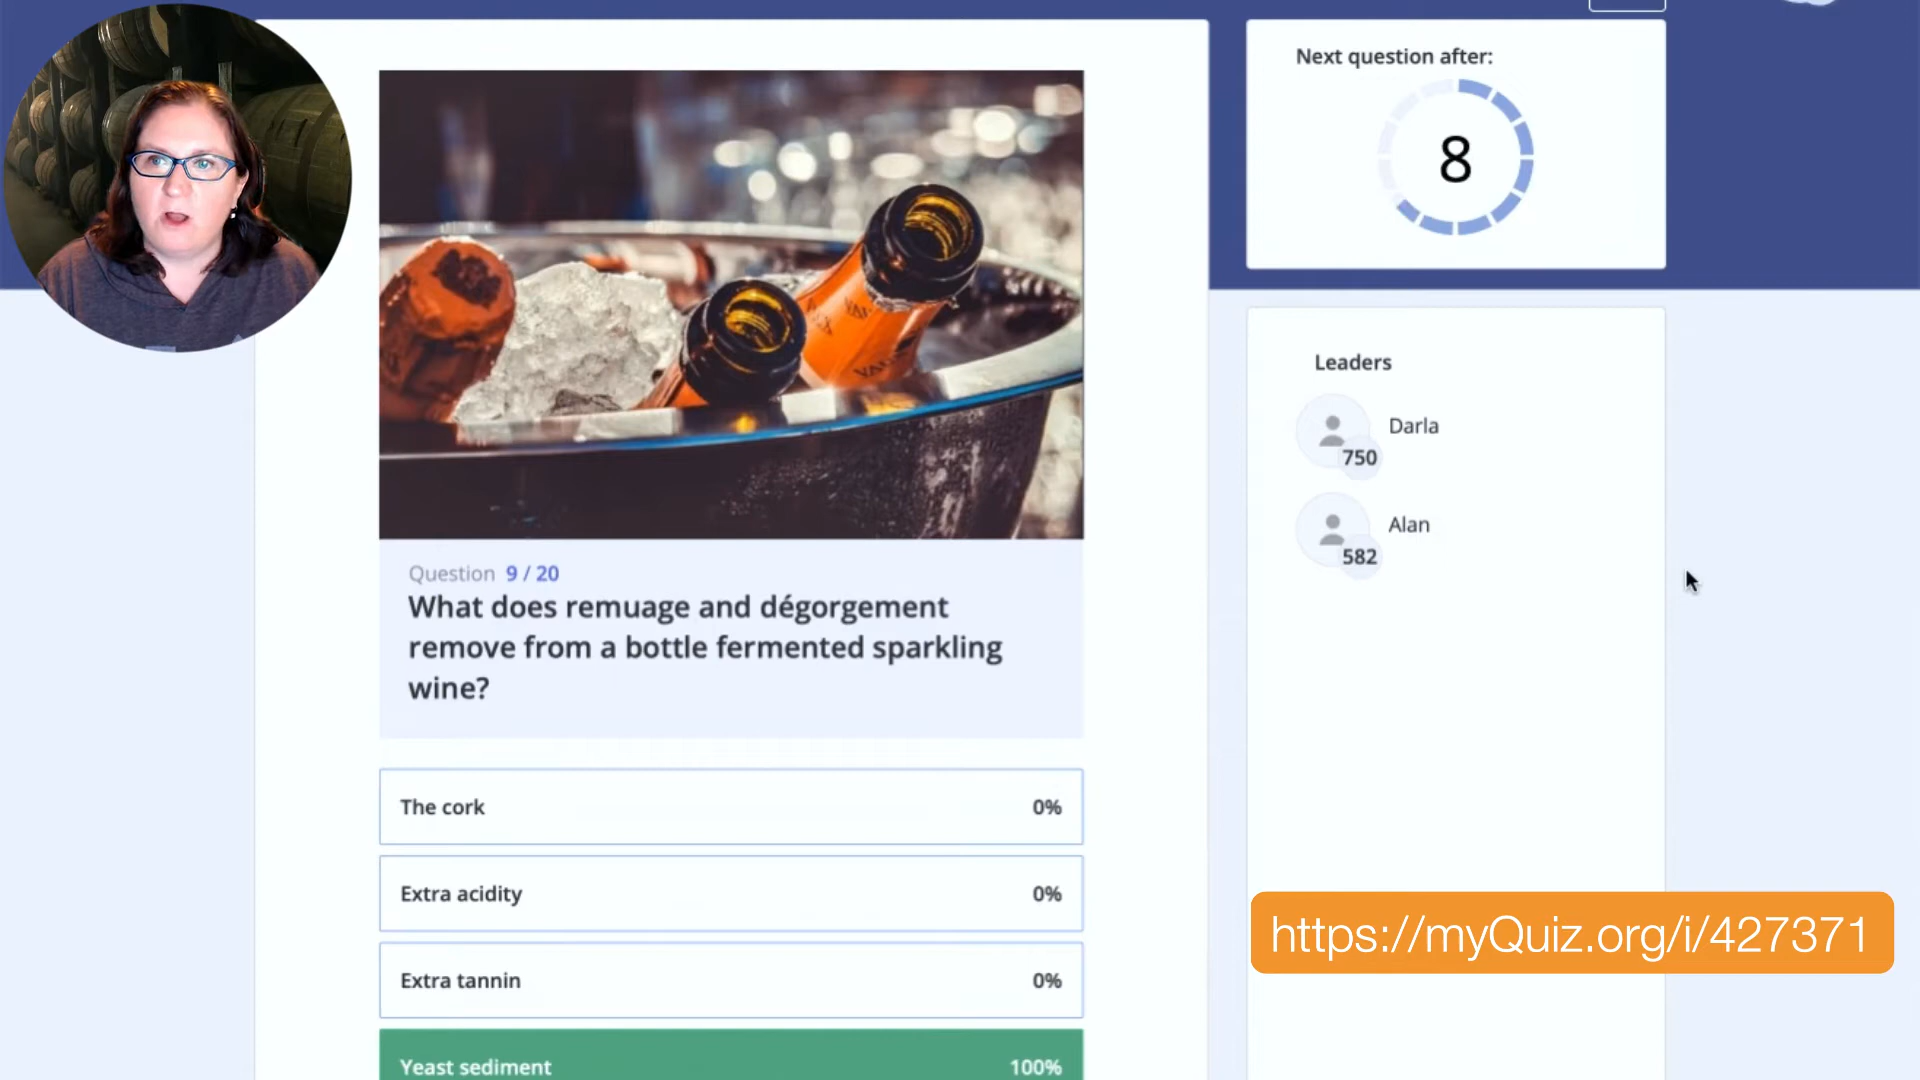 Next question after:
8
Leaders
Darla
750
Alan
582
Question 9 / 20
What does remuage and dégorgement
remove from a bottle fermented sparkling
wine?
The cork 0%
Extra acidity 0%
Extra tannin 0%
Yeast sediment 100%
https://myQuiz.org/i/427371